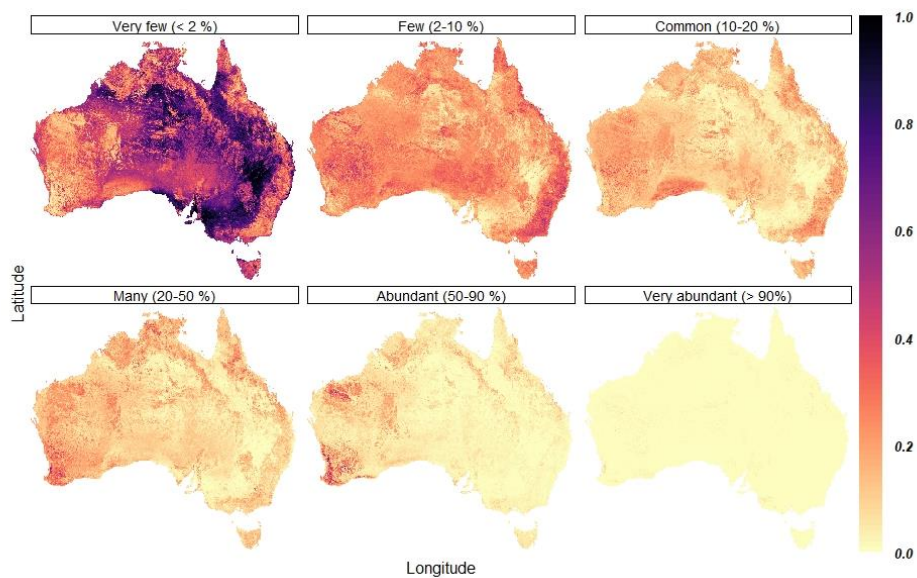 Very few (< 2 %)
Few (2-10 %)
Common (10-20 %)
1.0
0.8
0.6
0.4
0.2
0.0
Latitude
Many (20-50 %)
Abundant (50-90 %)
Very abundant (> 90%)
Longitude